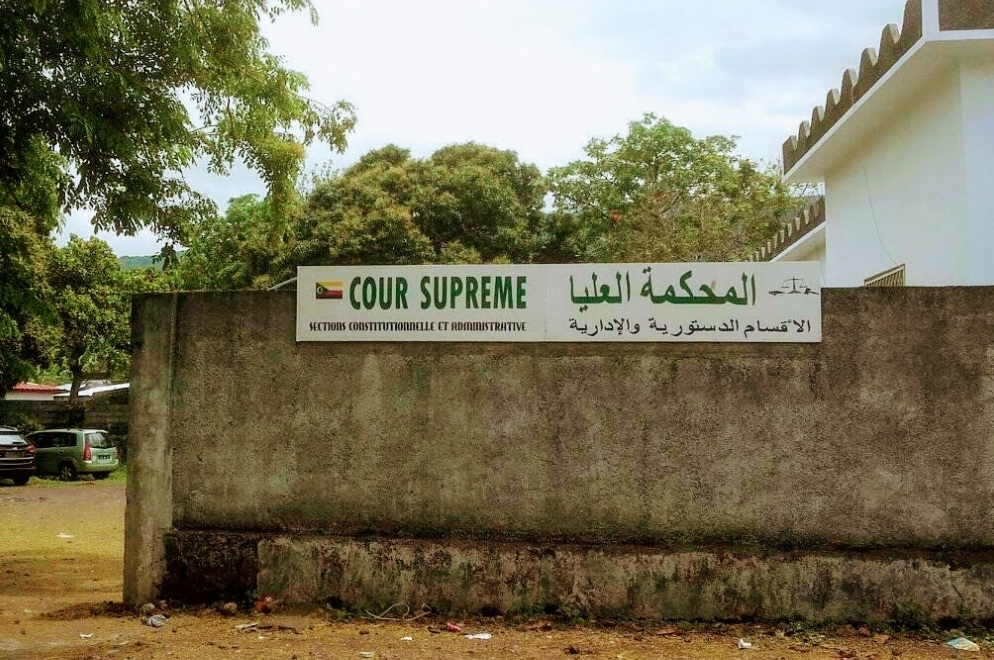 COUR SUPREME
SECTIONS CONSTITUTIONNELLE ET ADMINISTRATIVE
المحكمة العليا
الأقسام الدستورية والإدارية